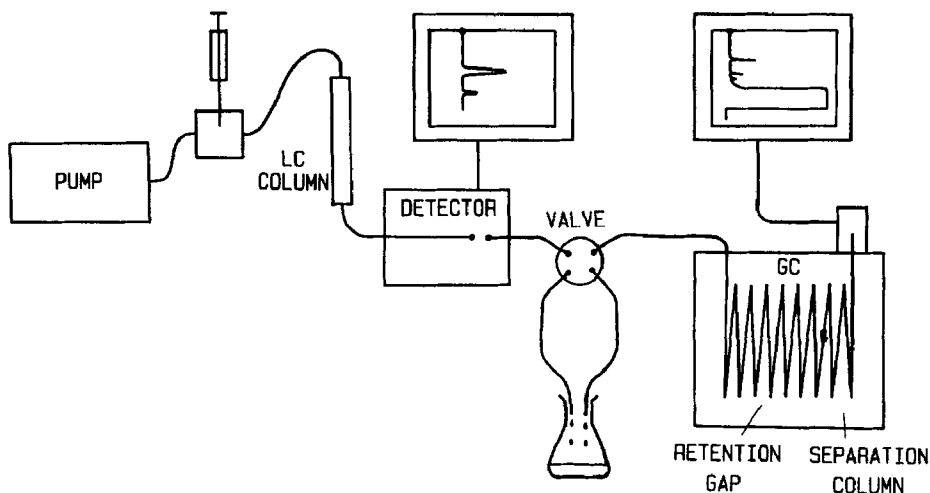 PUMP
LC
COLUMN
DETECTOR
VALVE
GC
RETENTION
GAP
SEPARATION
COLUMN